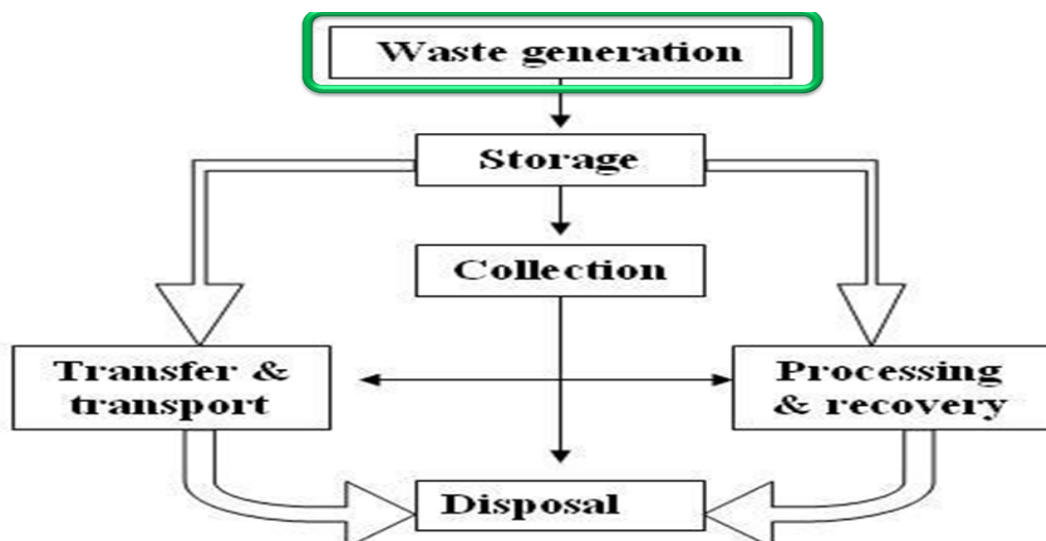 Waste generation
Storage
Collection
Transfer &
transport
Processing
& recovery
Disposal